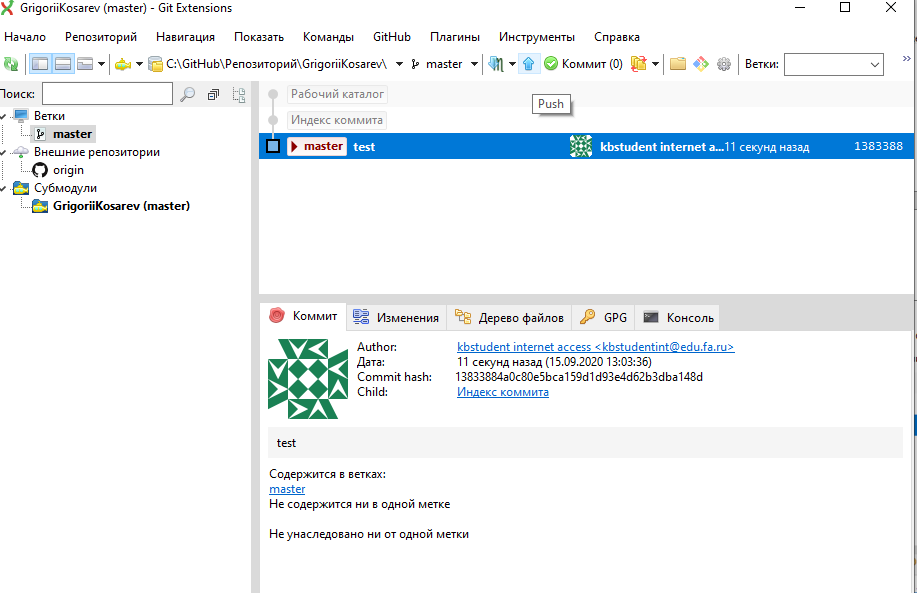 GrigoriiKosarev (master) - Git Extensions
Начало Репозиторий Навигация Показать Команды GitHub Плагины Инструменты Справка
C:\GitHub\Репозиторий\GrigoriiKosarev\ master Коммит (0) Ветки: »
Поиск:
Ветки
master
Внешние репозитории
origin
Субмодули
GrigoriiKosarev (master)
Рабочий каталог
Push
Индекс коммита
master test kbstudent internet a...11 секунд назад 1383388
Коммит Изменения Дерево файлов GPG Консоль
Author: kbstudent internet access <kbstudentint@edu.fa.ru>
Дата: 11 секунд назад (15.09.2020 13:03:36)
Commit hash: 13833884a0c80e5bca159d1d93e4d62b3dba148d
Child: Индекс коммита
test
Содержится в ветках:
master
Не содержится ни в одной метке
Не унаследовано ни от одной метки